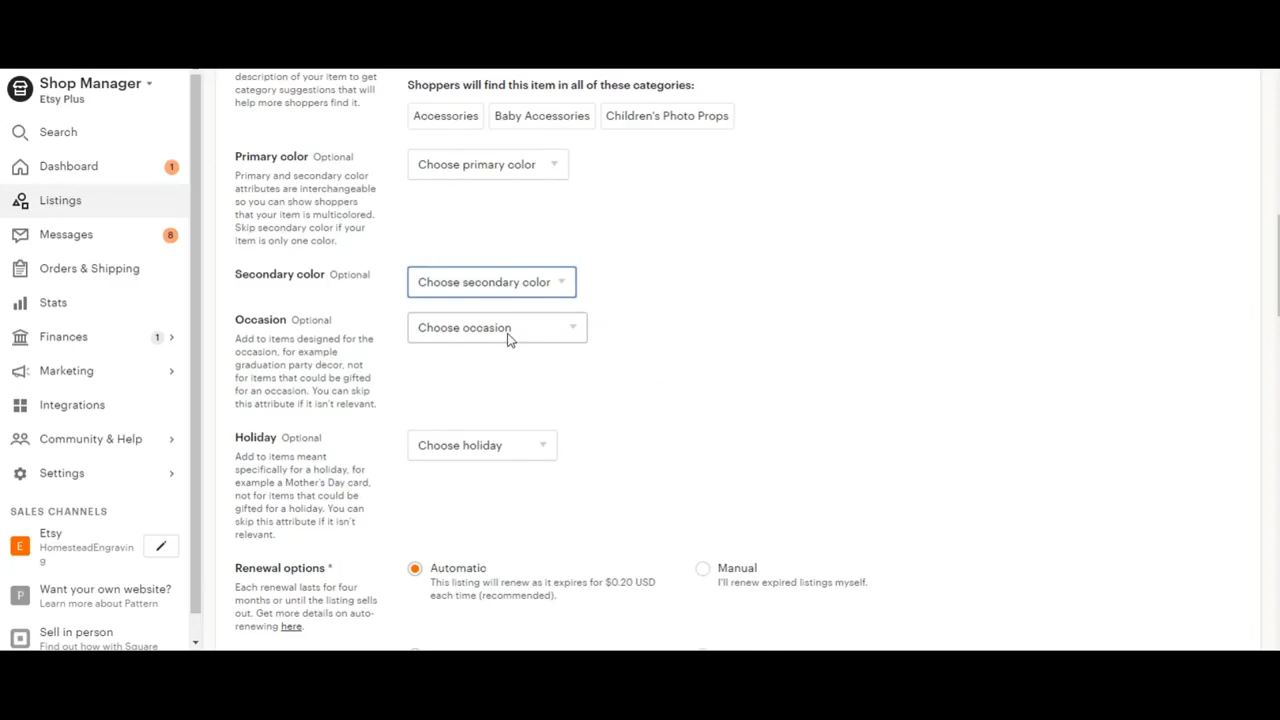 Shop Manager
Etsy Plus
Search
Dashboard 1
Listings
Messages 8
Orders & Shipping
Stats
Finances 1
Marketing
Integrations
Community & Help
Settings
SALES CHANNELS
E
Etsy
HomesteadEngravin
g
P
Want your own website?
Learn more about Pattern
Sell in person
Find out how with Square
description of your item to get
category suggestions that will
help more shoppers find it.
Shoppers will find this item in all of these categories:
Accessories Baby Accessories Children's Photo Props
Primary color Optional
Primary and secondary color
attributes are interchangeable
so you can show shoppers
that your item is multicolored.
Skip secondary color if your
item is only one color.
Choose primary color
Secondary color Optional
Choose secondary color
Occasion Optional
Add to items designed for the
occasion, for example
graduation party decor, not
for items that could be gifted
for an occasion. You can skip
this attribute if it isn't relevant.
Choose occasion
Holiday Optional
Add to items meant
specifically for a holiday, for
example a Mother's Day card,
not for items that could be
gifted for a holiday. You can
skip this attribute if it isn't
relevant.
Choose holiday
Renewal options *
Each renewal lasts for four
months or until the listing sells
out. Get more details on auto-
renewing here.
Automatic
This listing will renew as it expires for $0.20 USD
each time (recommended).
Manual
I'll renew expired listings myself.